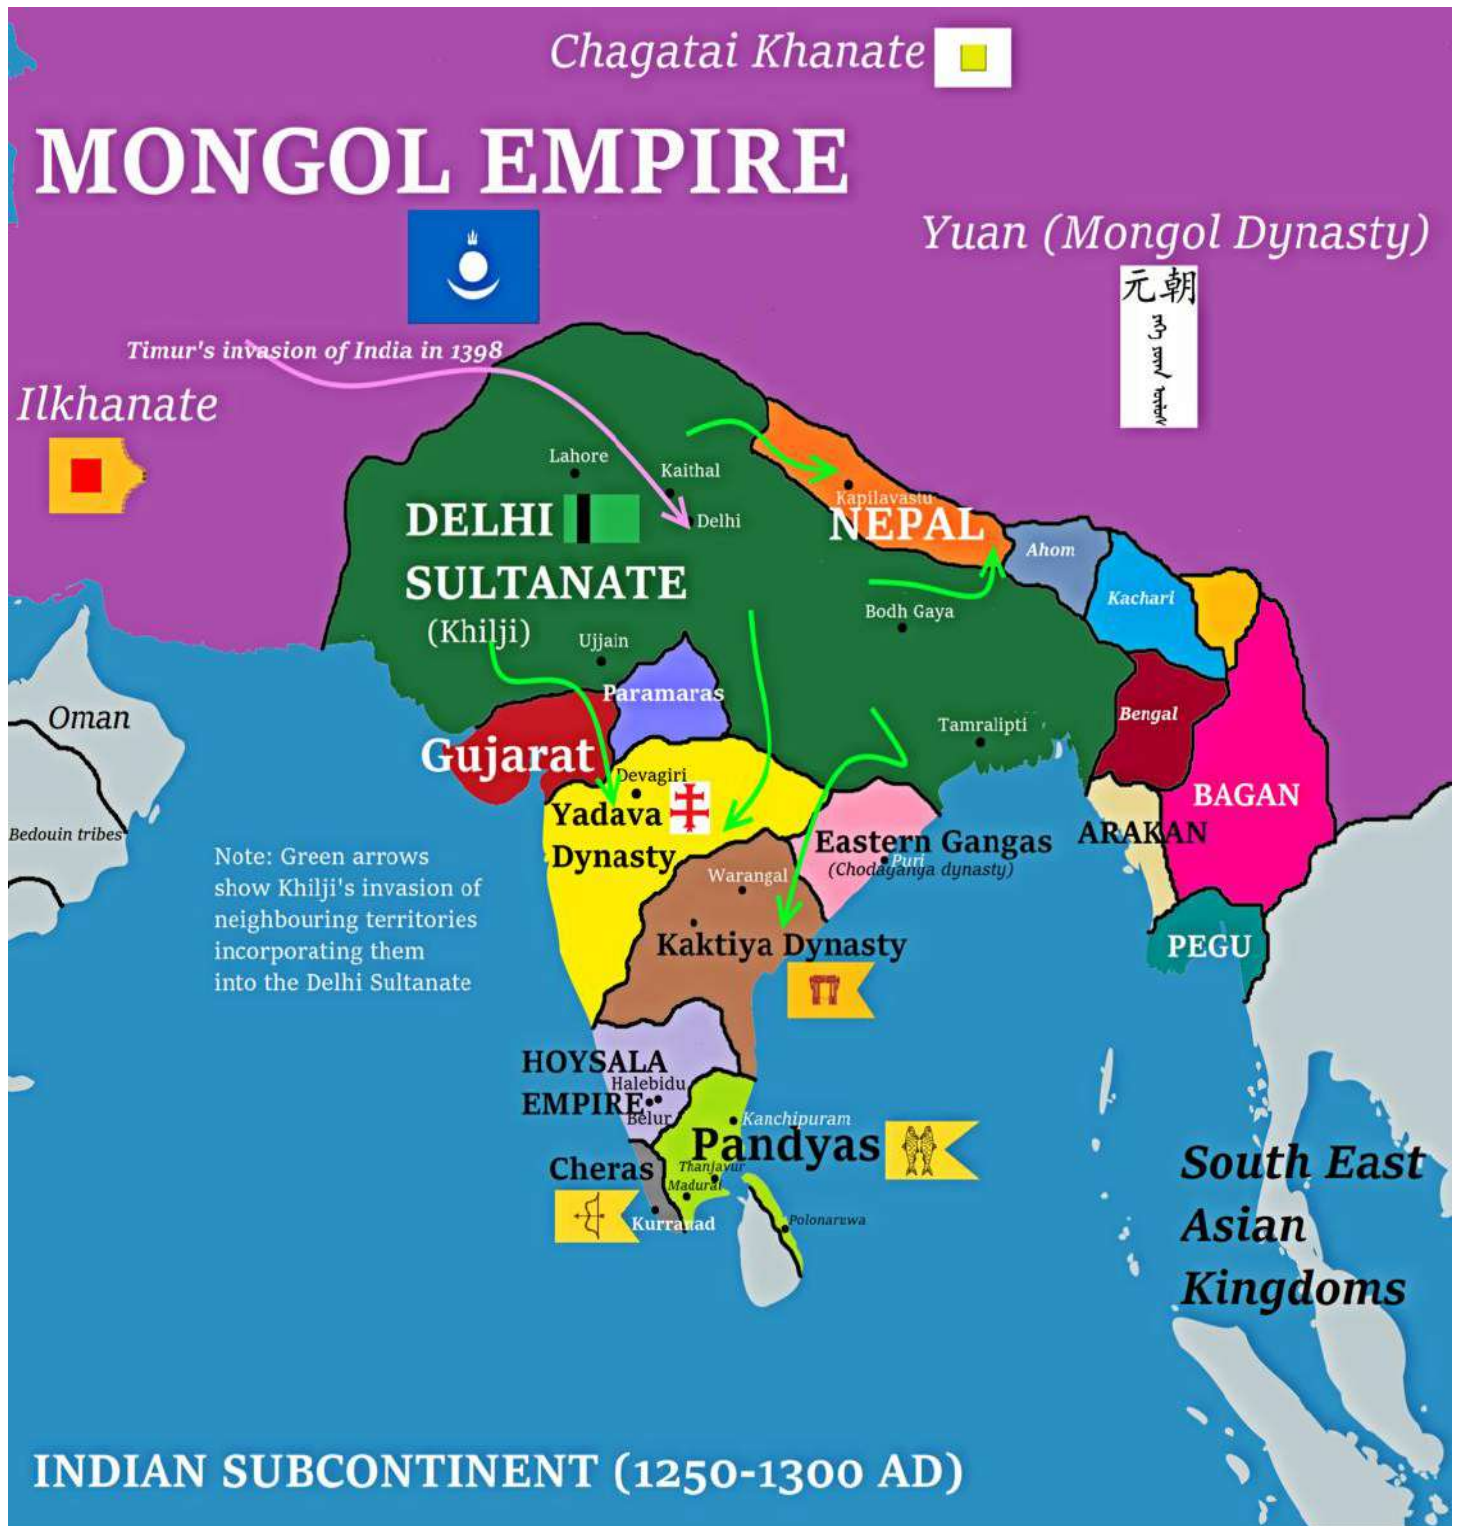 Chagatai Khanate
MONGOL EMPIRE
Yuan (Mongol Dynasty)
元朝
Timur's invasion of India in 1398
Ilkhanate
Lahore
Kaithal
Kapilavastu
DELHI
Delhi
NEPAL
Ahom
SULTANATE
Kachari
(Khilji)
Bodh Gaya
Ujjain
Paramaras
Oman
Bengal
Tamralipti
Gujarat
Devagiri
BAGAN
Yadava
Bedouin tribes
ARAKAN
Eastern Gangas
Dynasty
Puri
(Chodaganga dynasty)
Note: Green arrows
show Khilji's invasion of
neighbouring territories
incorporating them
into the Delhi Sultanate
Warangal
Kaktiya Dynasty
PEGU
HOYSALA
Halebidu
EMPIRE
Belur
Kanchipuram
Pandyas
Cheras
Thanjavur
Madurai
Kurranad
Polonaruwa
South East
Asian
Kingdoms
INDIAN SUBCONTINENT (1250-1300 AD)